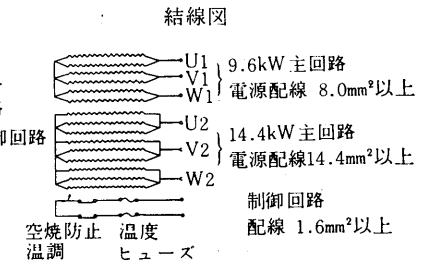 結線図
U1
V1
W1
9.6kW主回路
電源配線 8.0mm²以上
U2
V2
W2
14.4kW主回路
電源配線14.4mm²以上
卸回路
制御回路
配線 1.6mm²以上
空焼防止
温調
温度
ヒューズ